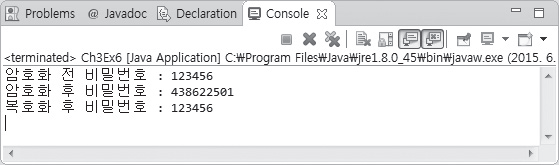 Problems @ Javadoc Declaration Console
<terminated> Ch3Ex6 [Java Application] C:₩Program Files₩Java₩jre1.8.0_45₩bin₩javaw.exe (2015. 6.
암호화 전 비밀번호 : 123456
암호화 후 비밀번호 : 438622501
복호화 후 비밀번호 : 123456